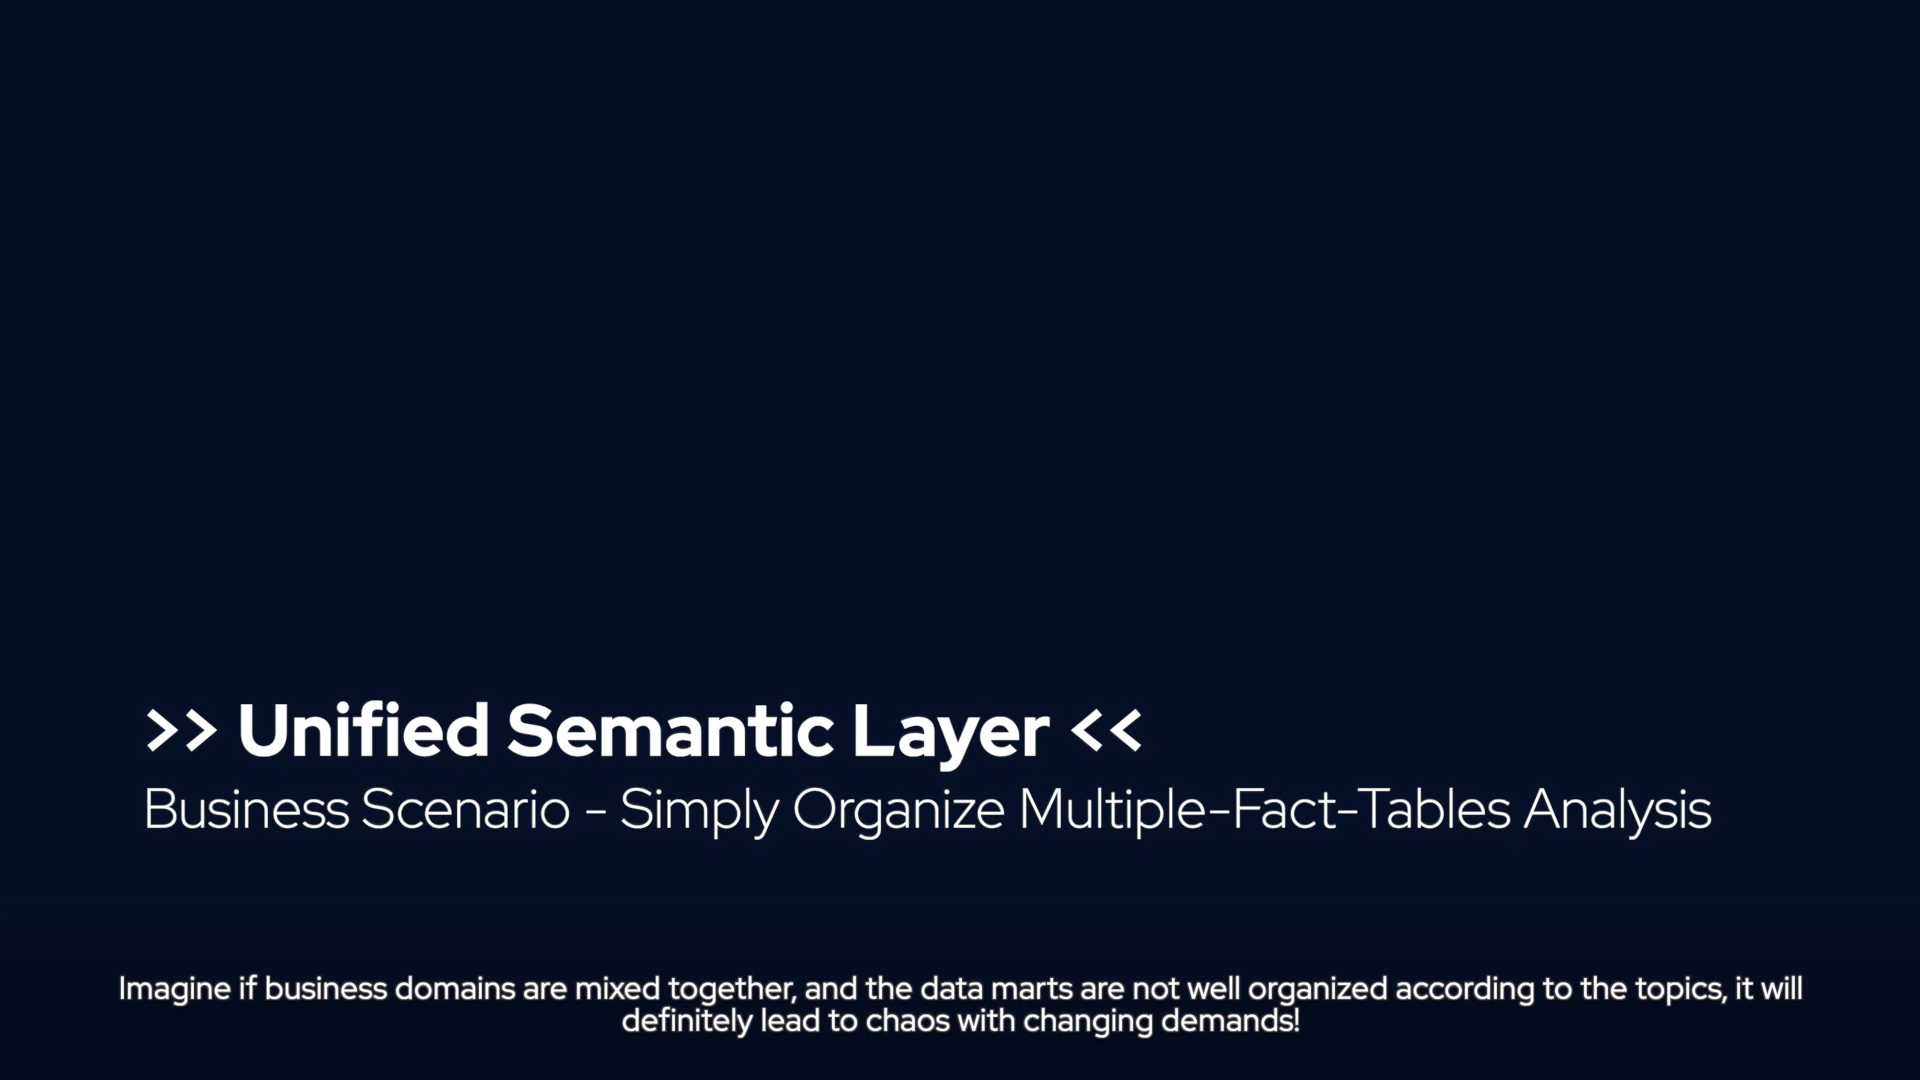 >> Unified Semantic Layer <<
Business Scenario - Simply Organize Multiple-Fact-Tables Analysis
Imagine if business domains are mixed together, and the data marts are not well organized according to the topics, it will
definitely lead to chaos with changing demands!